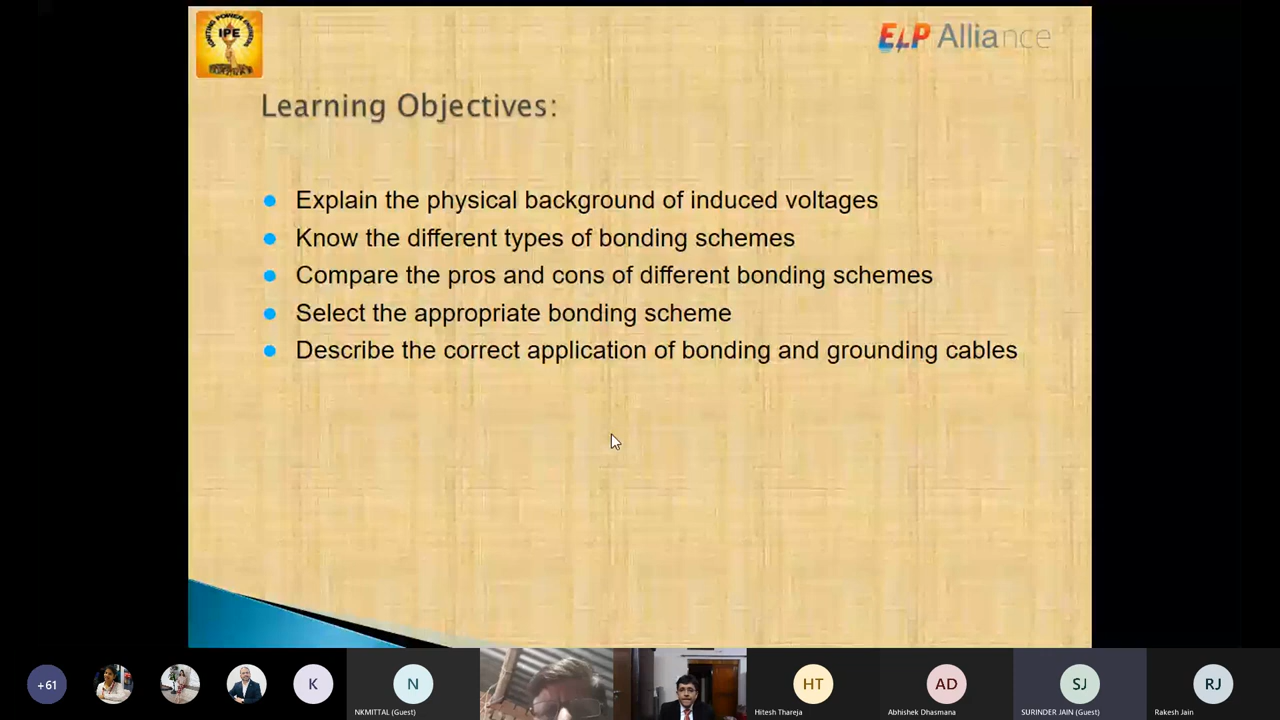 IPE
ELP Alliance
Learning Objectives:
Explain the physical background of induced voltages
Know the different types of bonding schemes
Compare the pros and cons of different bonding schemes
Select the appropriate bonding scheme
Describe the correct application of bonding and grounding cables
+61
K
N
HT
AD
SJ
RJ
NKMITTAL (Guest)
Hitesh Thareja
Abhishek Dhasmana
SURINDER JAIN (Guest)
Rakesh Jain